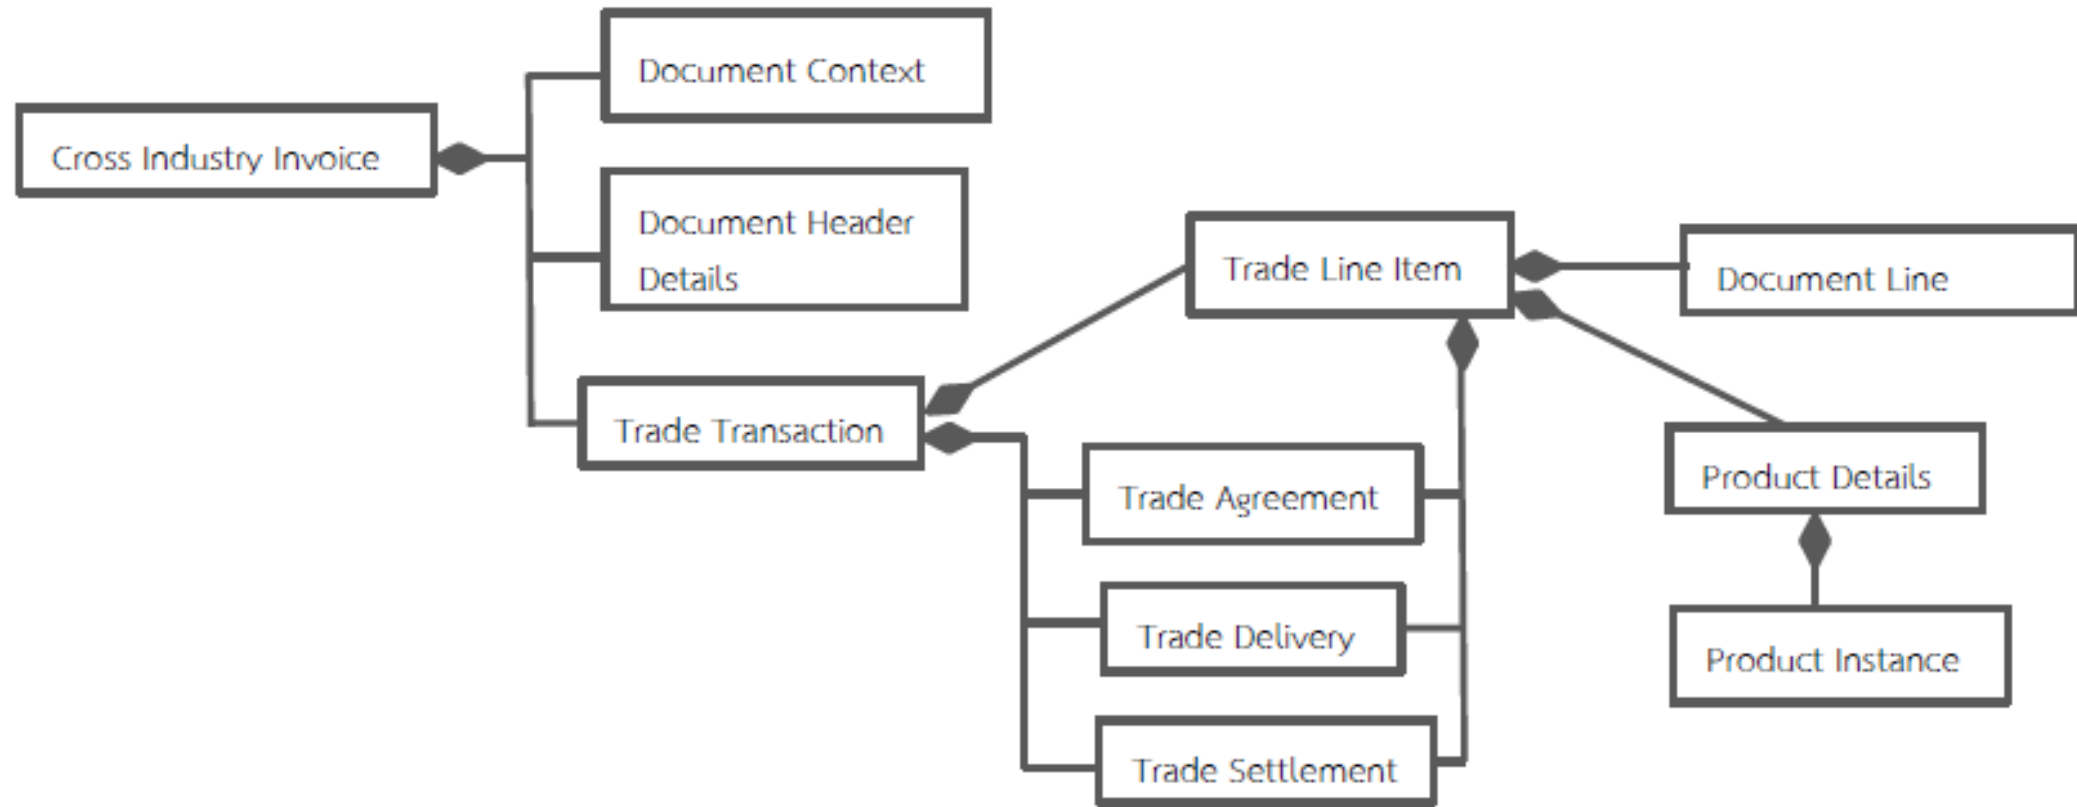 Document Context
Cross Industry Invoice
Document Header
Details
Trade Line Item
Document Line
Trade Transaction
Trade Agreement
Product Details
Trade Delivery
Product Instance
Trade Settlement